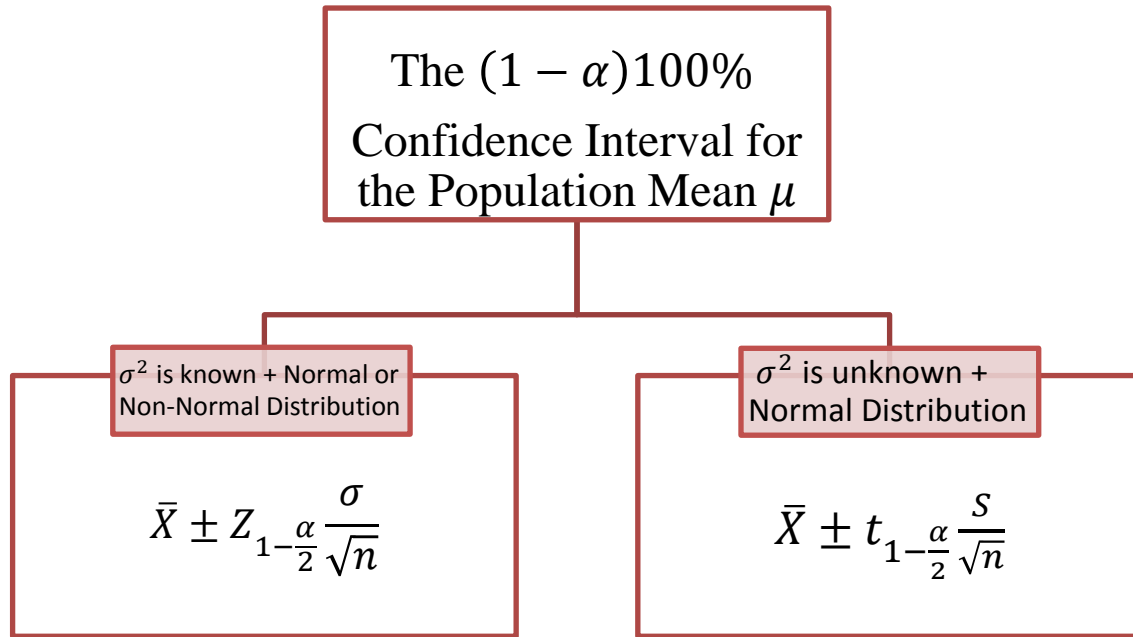 The (1 − α)100%
Confidence Interval for
the Population Mean μ
σ² is known + Normal or
Non-Normal Distribution
σ² is unknown +
Normal Distribution
X̄ ± Z_{1−α/2} σ/√n
X̄ ± t_{1−α/2} S/√n